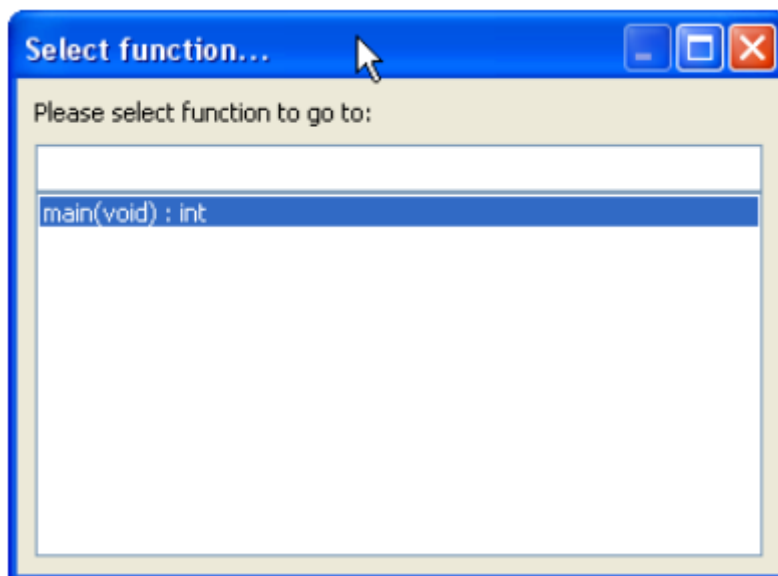 Select function...
Please select function to go to:
main(void) : int